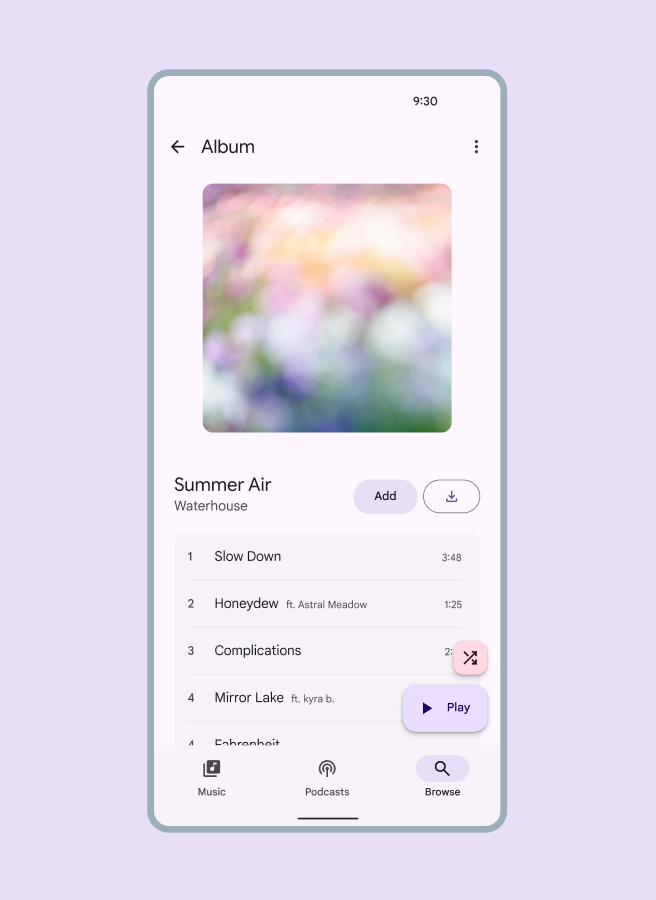 9:30
Album
Summer Air
Waterhouse
Add
1 Slow Down 3:48
2 Honeydew ft. Astral Meadow 1:25
3 Complications 2:
4 Mirror Lake ft. kyra b.
Play
4 Fahrenheit
Music Podcasts Browse